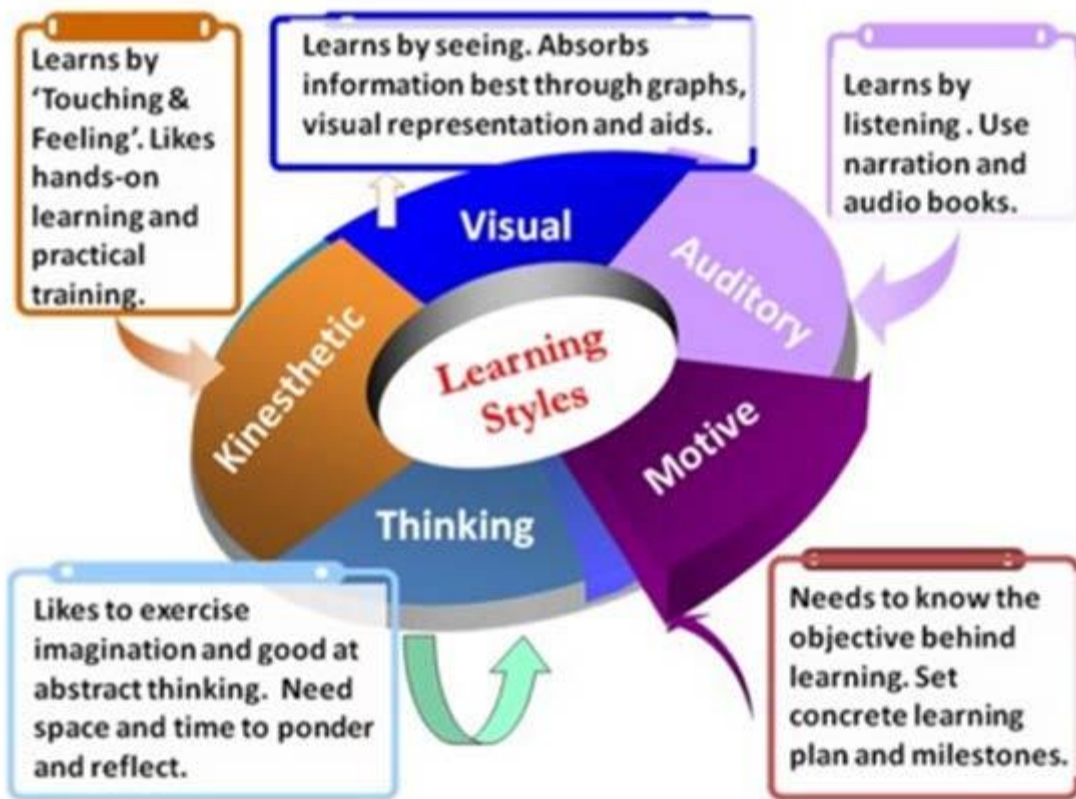 Learns by
'Touching &
Feeling'. Likes
hands-on
learning and
practical
training.
Learns by seeing. Absorbs
information best through graphs,
visual representation and aids.
Learns by
listening . Use
narration and
audio books.
Visual
Auditory
Kinesthetic
Learning
Styles
Motive
Thinking
Likes to exercise
imagination and good at
abstract thinking. Need
space and time to ponder
and reflect.
Needs to know the
objective behind
learning. Set
concrete learning
plan and milestones.